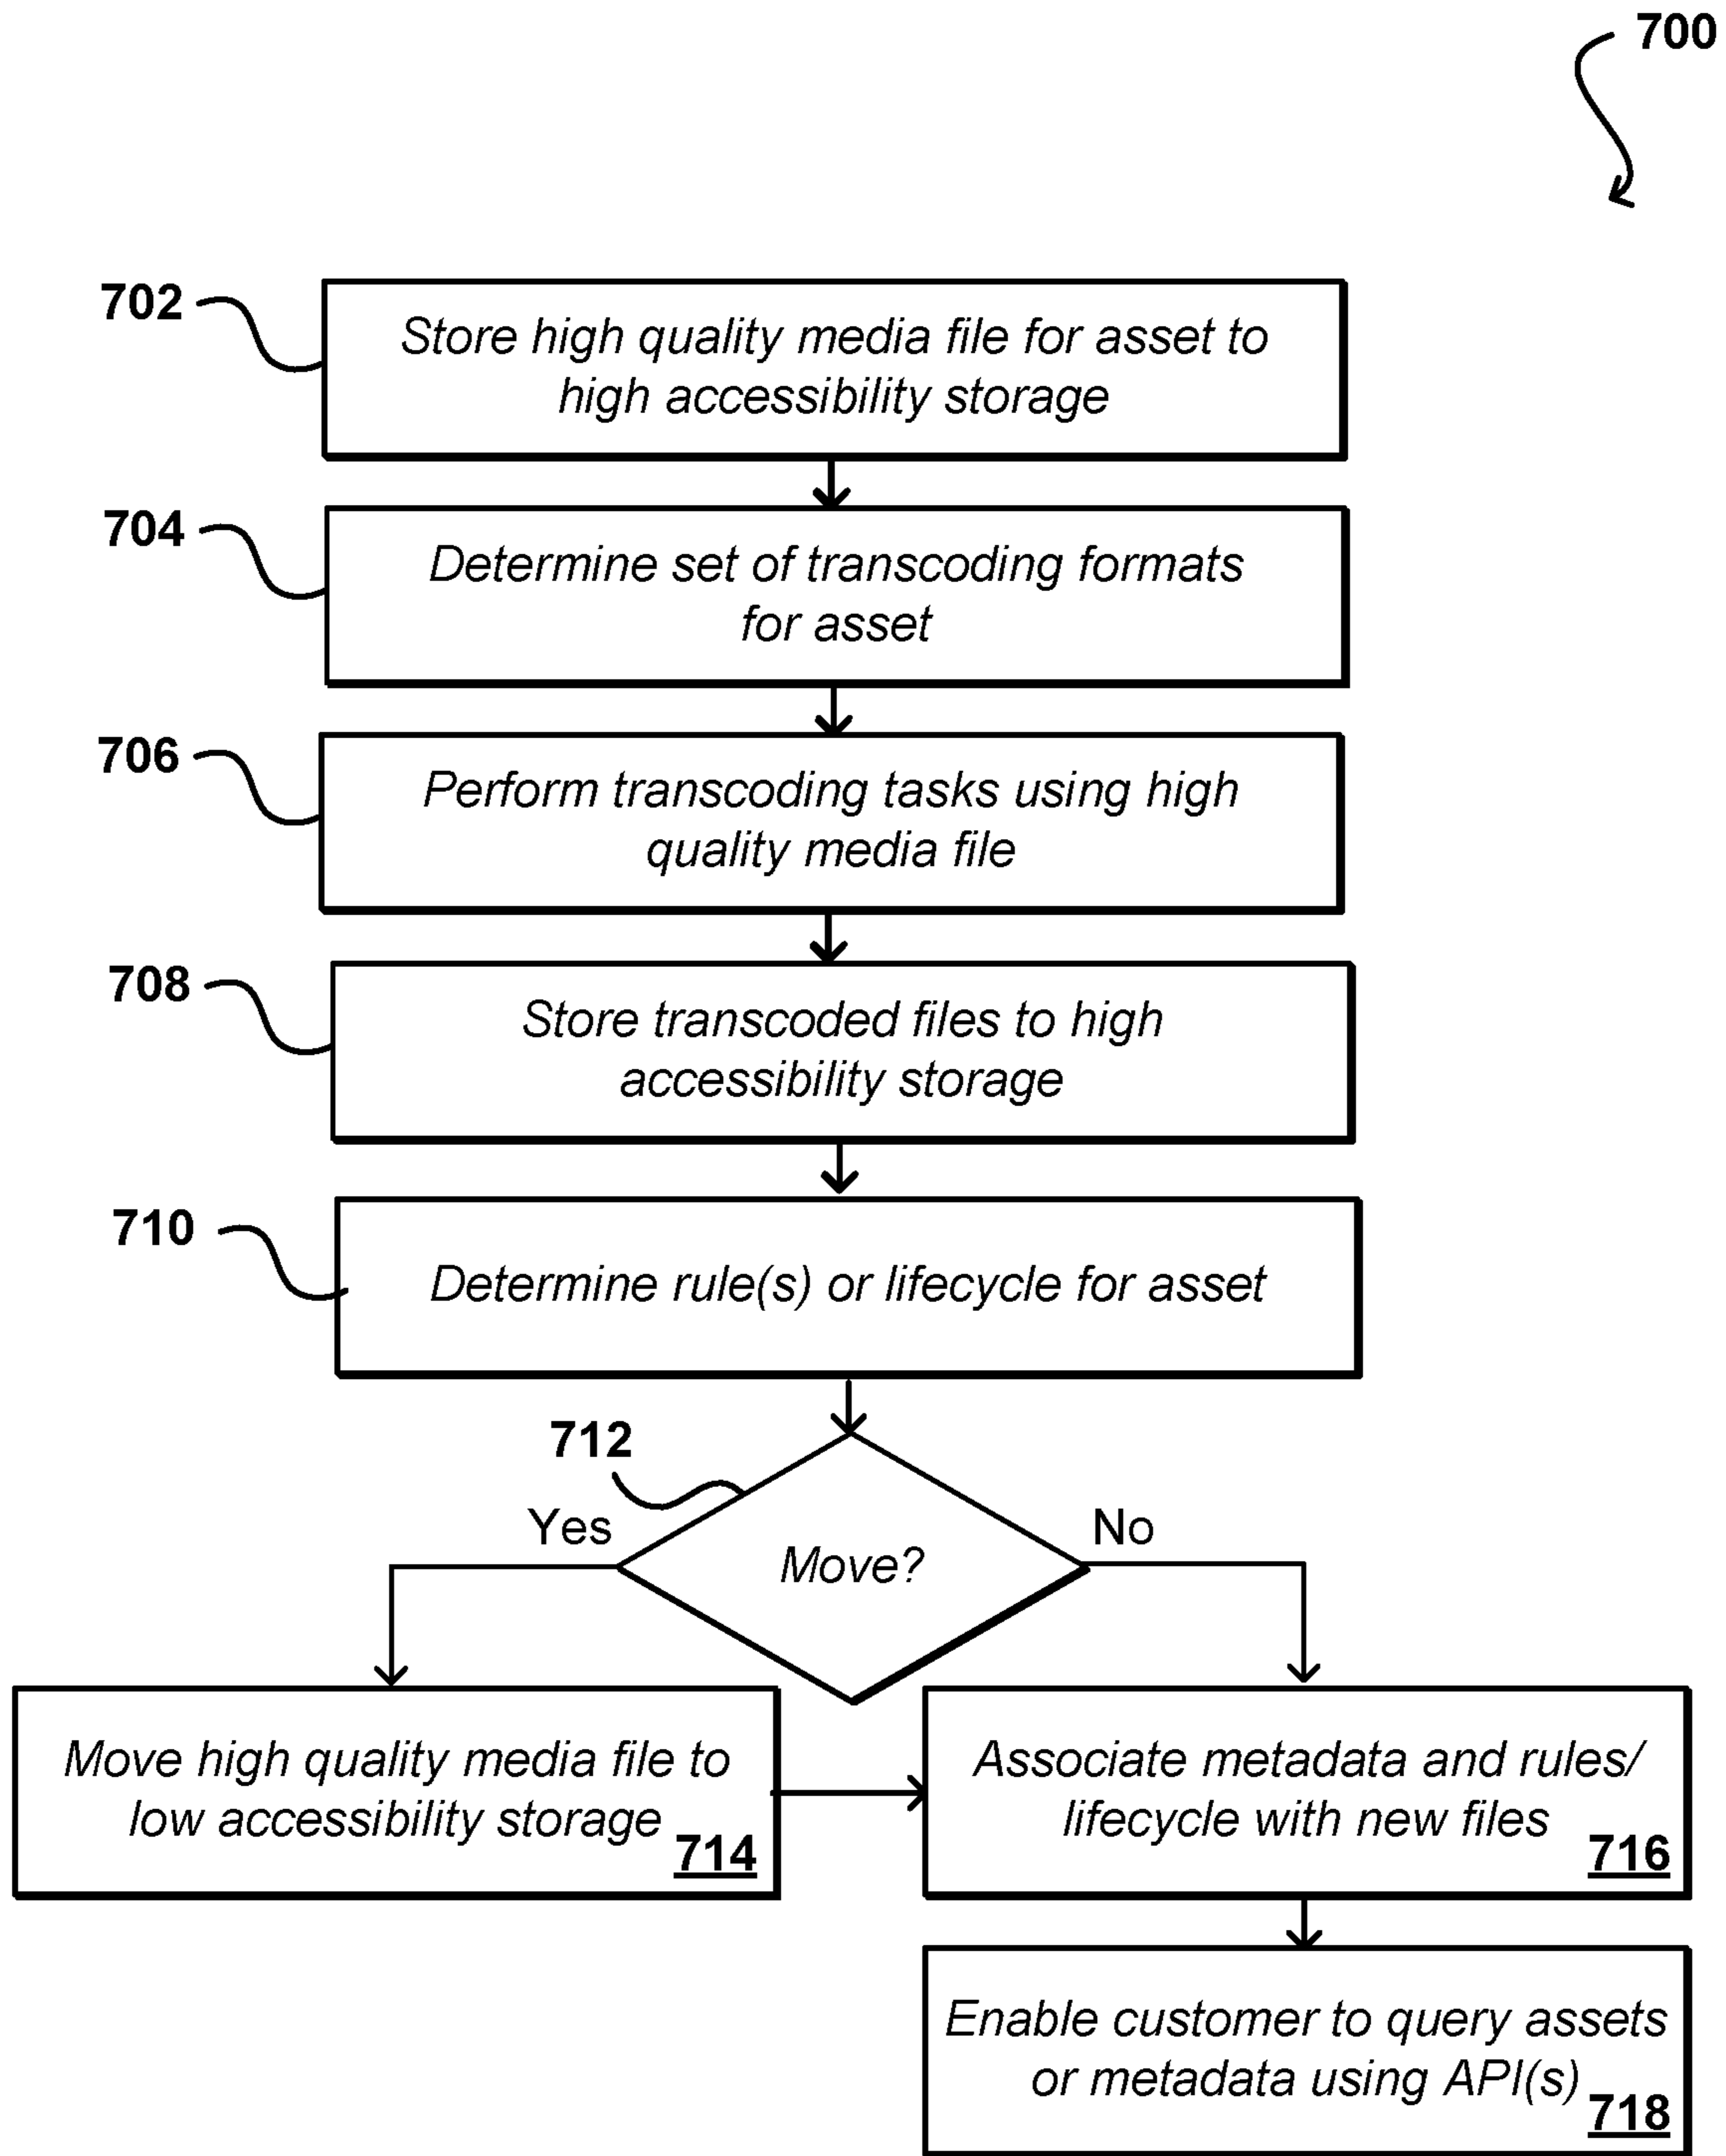 700
702
Store high quality media file for asset to
high accessibility storage
704
Determine set of transcoding formats
for asset
706
Perform transcoding tasks using high
quality media file
708
Store transcoded files to high
accessibility storage
710
Determine rule(s) or lifecycle for asset
712
Yes
No
Move?
Move high quality media file to
low accessibility storage
714
Associate metadata and rules/
lifecycle with new files
716
Enable customer to query assets
or metadata using API(s)
718